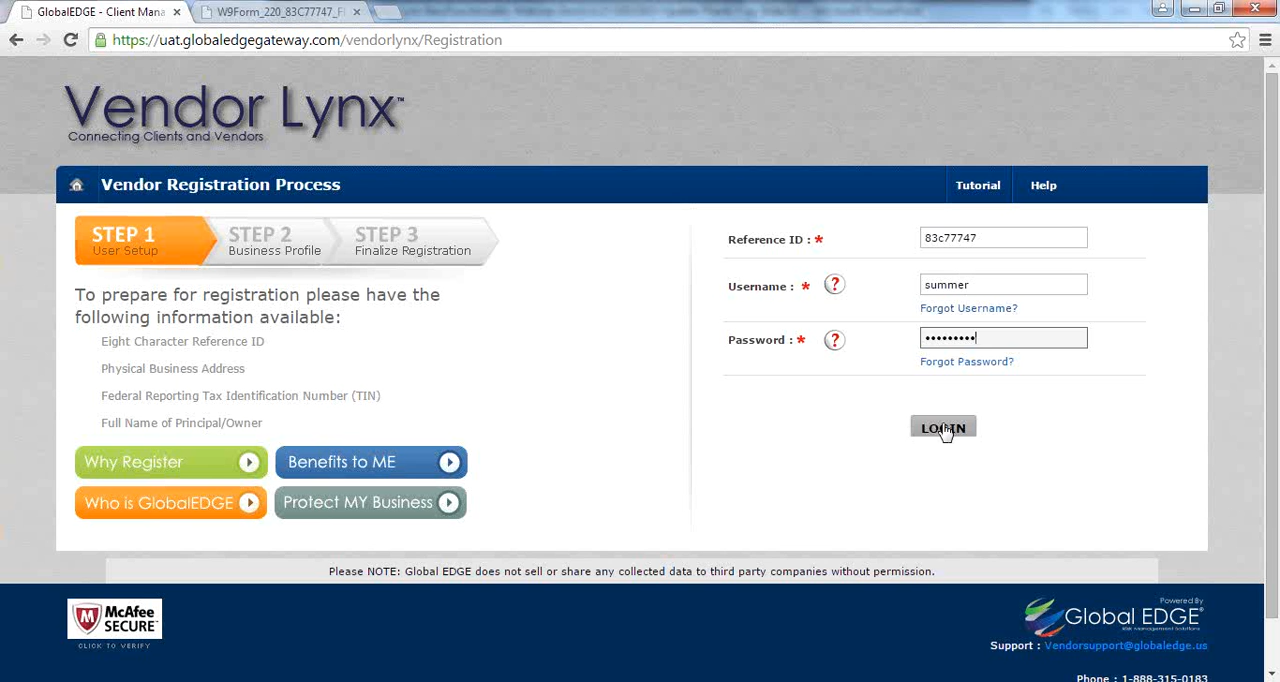 GlobalEDGE - Client Mana
W9Form_220_83C77747_F
https://uat.globaledgegateway.com/vendorlynx/Registration
Vendor Lynx™
Connecting Clients and Vendors
Vendor Registration Process
Tutorial
Help
STEP 1
User Setup
STEP 2
Business Profile
STEP 3
Finalize Registration
To prepare for registration please have the
following information available:
Eight Character Reference ID
Physical Business Address
Federal Reporting Tax Identification Number (TIN)
Full Name of Principal/Owner
Why Register
Benefits to ME
Who is GlobalEDGE
Protect MY Business
Reference ID : *
83c77747
Username : *
?
summer
Forgot Username?
Password : *
?
•••••••••
Forgot Password?
LOGIN
Please NOTE: Global EDGE does not sell or share any collected data to third party companies without permission.
McAfee
SECURE™
CLICK TO VERIFY
Powered By
Global EDGE
Risk Management Solutions
Support : Vendorsupport@globaledge.us
Phone : 1-888-315-0183